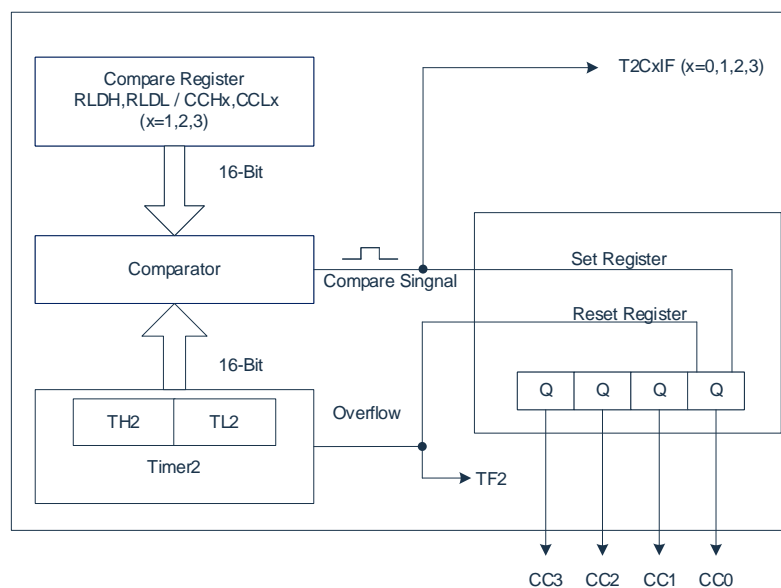 Compare Register
RLDH,RLDL / CCHx,CCLx
(x=1,2,3)
T2CxIF (x=0,1,2,3)
16-Bit
Comparator
Compare Singnal
Set Register
Reset Register
16-Bit
Overflow
TH2
TL2
Timer2
TF2
Q
Q
Q
Q
CC3
CC2
CC1
CC0